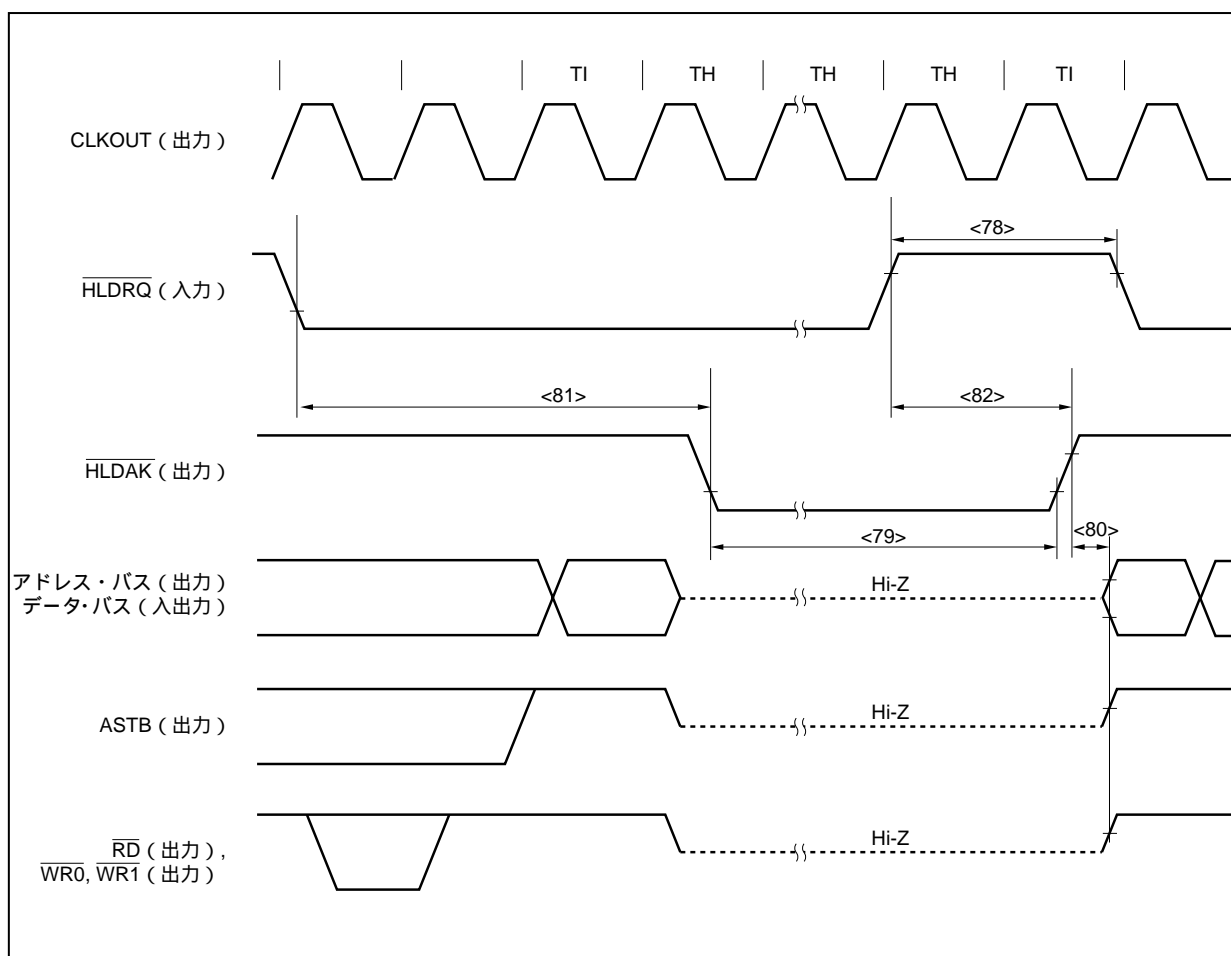 TI TH TH TH TI
CLKOUT（出力）
<78>
HLDRQ（入力）
<81> <82>
HLDAK（出力）
<79> <80>
アドレス・バス（出力） Hi-Z
データ・バス（入出力）
ASTB（出力） Hi-Z
RD（出力）, Hi-Z
WR0, WR1（出力）